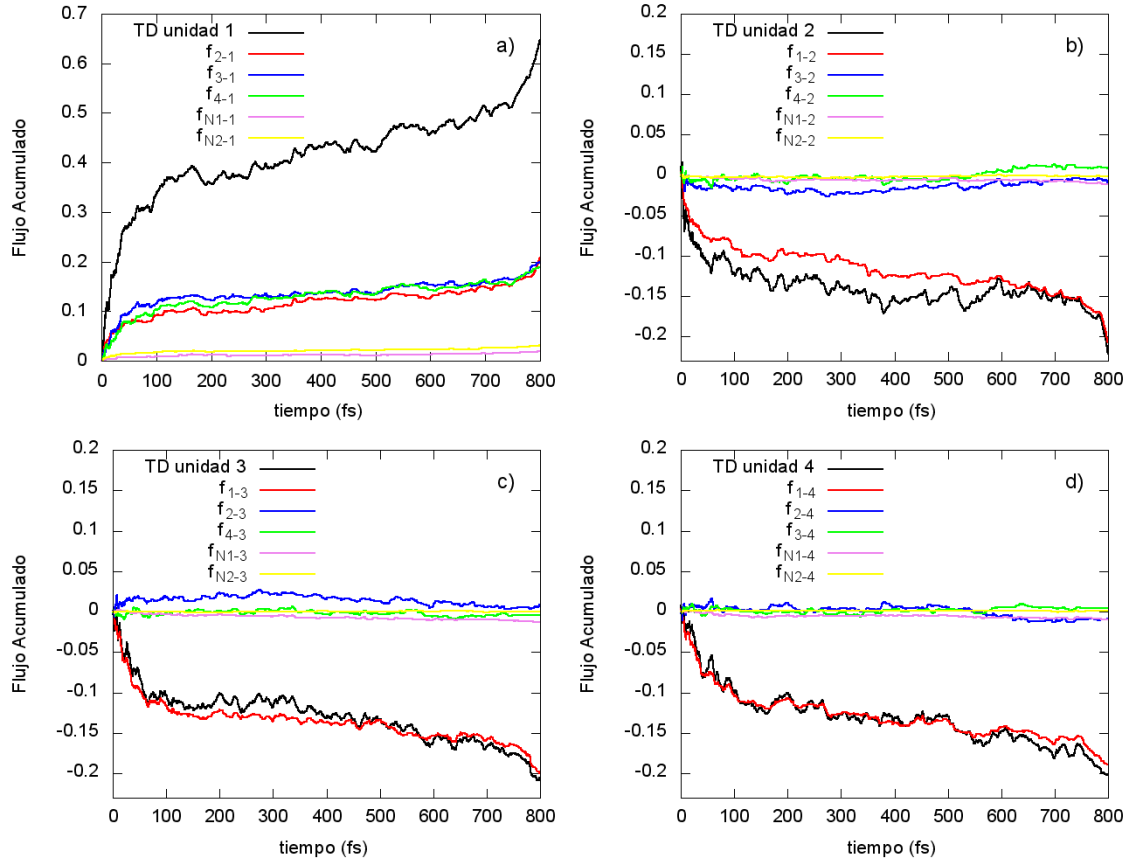 0.7
0.6
0.5
0.4
0.3
0.2
0.1
0
Flujo Acumulado
TD unidad 1
f2-1
f3-1
f4-1
fN1-1
fN2-1
a)
0 100 200 300 400 500 600 700 800
tiempo (fs)
0.2
0.15
0.1
0.05
0
-0.05
-0.1
-0.15
-0.2
Flujo Acumulado
TD unidad 2
f1-2
f3-2
f4-2
fN1-2
fN2-2
b)
0 100 200 300 400 500 600 700 800
tiempo (fs)
0.2
0.15
0.1
0.05
0
-0.05
-0.1
-0.15
-0.2
Flujo Acumulado
TD unidad 3
f1-3
f2-3
f4-3
fN1-3
fN2-3
c)
0 100 200 300 400 500 600 700 800
tiempo (fs)
0.2
0.15
0.1
0.05
0
-0.05
-0.1
-0.15
-0.2
Flujo Acumulado
TD unidad 4
f1-4
f2-4
f3-4
fN1-4
fN2-4
d)
0 100 200 300 400 500 600 700 800
tiempo (fs)